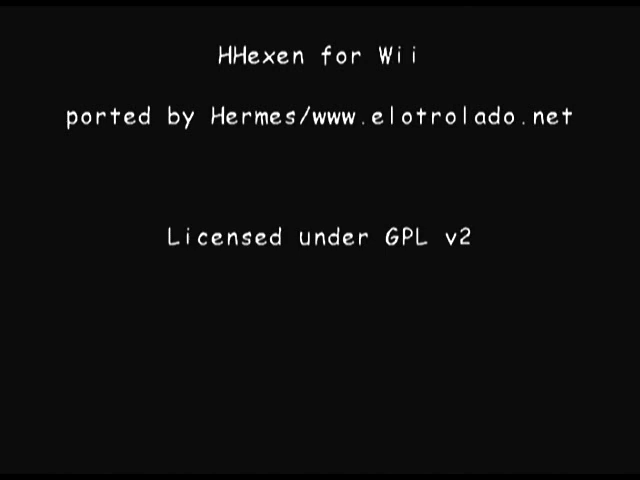 HHexen for Wii
ported by Hermes/www.elotrolado.net
Licensed under GPL v2